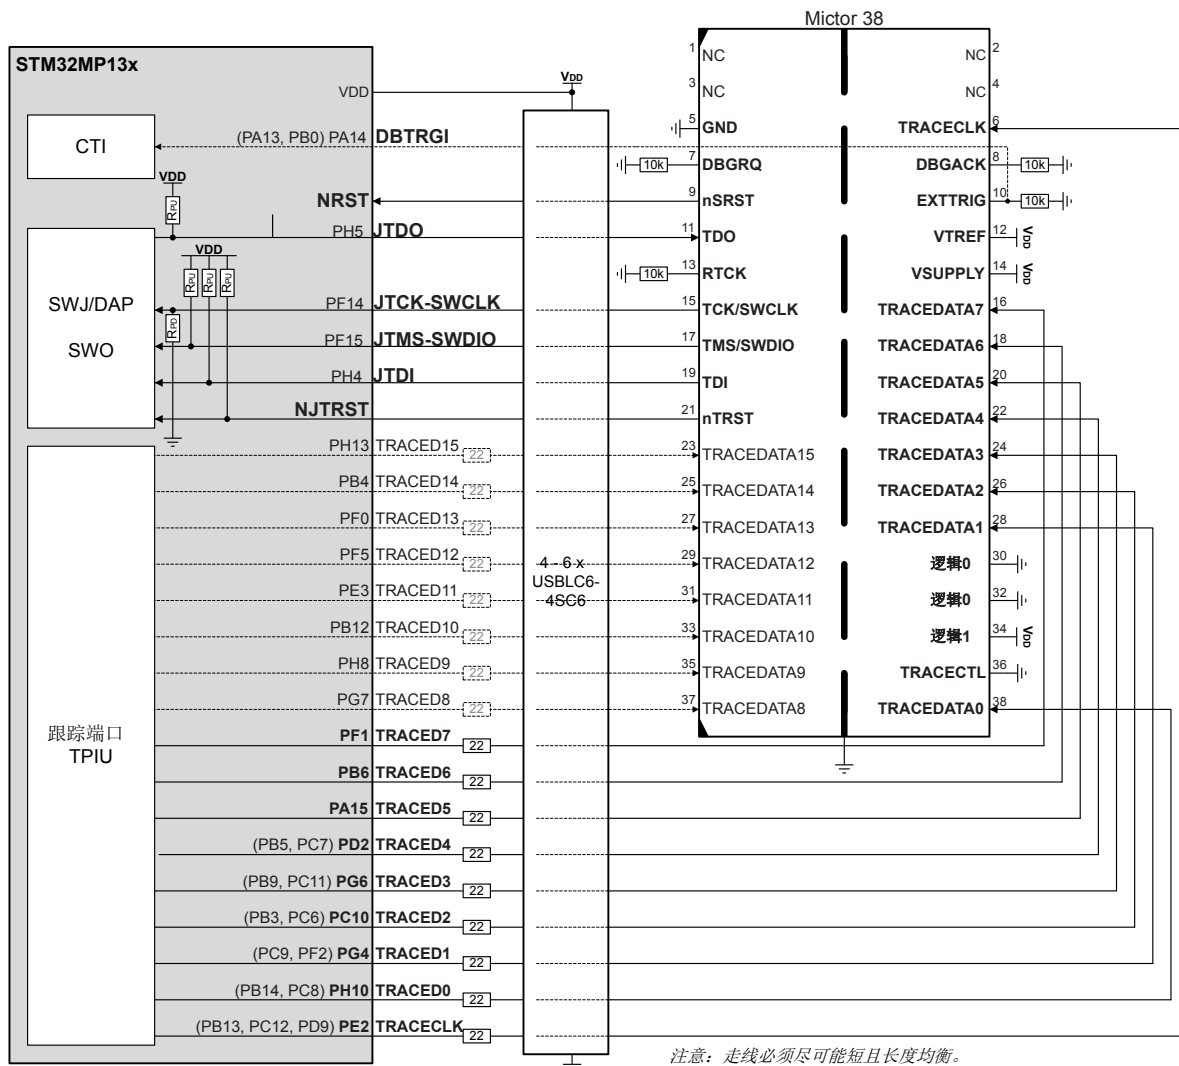 Mictor 38
STM32MP13x
VDD
VDD
CTI
(PA13, PB0) PA14 DBTRGI
VDD
RPU
NRST
PH5 JTDO
VDD
RPU RPU RPU
SWJ/DAP
SWO
PF14 JTCK-SWCLK
RPD
PF15 JTMS-SWDIO
PH4 JTDI
NJTRST
跟踪端口
TPIU
PH13 TRACED15 22
PB4 TRACED14 22
PF0 TRACED13 22
PF5 TRACED12 22
PE3 TRACED11 22
PB12 TRACED10 22
PH8 TRACED9 22
PG7 TRACED8 22
PF1 TRACED7 22
PB6 TRACED6 22
PA15 TRACED5 22
(PB5, PC7) PD2 TRACED4 22
(PB9, PC11) PG6 TRACED3 22
(PB3, PC6) PC10 TRACED2 22
(PC9, PF2) PG4 TRACED1 22
(PB14, PC8) PH10 TRACED0 22
(PB13, PC12, PD9) PE2 TRACECLK 22
4 - 6 x
USBLC6-
4SC6
1 NC NC 2
3 NC NC 4
5 GND TRACECLK 6
10k 7 DBGRQ DBGACK 8 10k
9 nSRST EXTTRIG 10 10k
11 TDO VTREF 12 VDD
10k 13 RTCK VSUPPLY 14 VDD
15 TCK/SWCLK TRACEDATA7 16
17 TMS/SWDIO TRACEDATA6 18
19 TDI TRACEDATA5 20
21 nTRST TRACEDATA4 22
23 TRACEDATA15 TRACEDATA3 24
25 TRACEDATA14 TRACEDATA2 26
27 TRACEDATA13 TRACEDATA1 28
29 TRACEDATA12 逻辑0 30
31 TRACEDATA11 逻辑0 32
33 TRACEDATA10 逻辑1 34 VDD
35 TRACEDATA9 TRACECTL 36
37 TRACEDATA8 TRACEDATA0 38
注意：走线必须尽可能短且长度均衡。